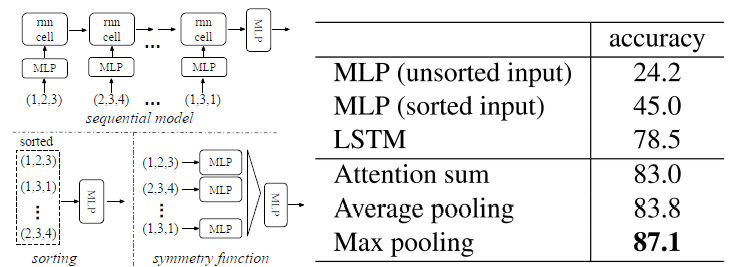 rnn cell rnn cell ... rnn cell MLP
MLP MLP MLP
(1,2,3) (2,3,4) ... (1,3,1)
sequential model
sorted
(1,2,3)
(1,3,1)
⋮
(2,3,4)
MLP
sorting
(1,2,3) MLP
(2,3,4) MLP
⋮
(1,3,1) MLP
MLP
symmetry function
accuracy
MLP (unsorted input) 24.2
MLP (sorted input) 45.0
LSTM 78.5
Attention sum 83.0
Average pooling 83.8
Max pooling 87.1